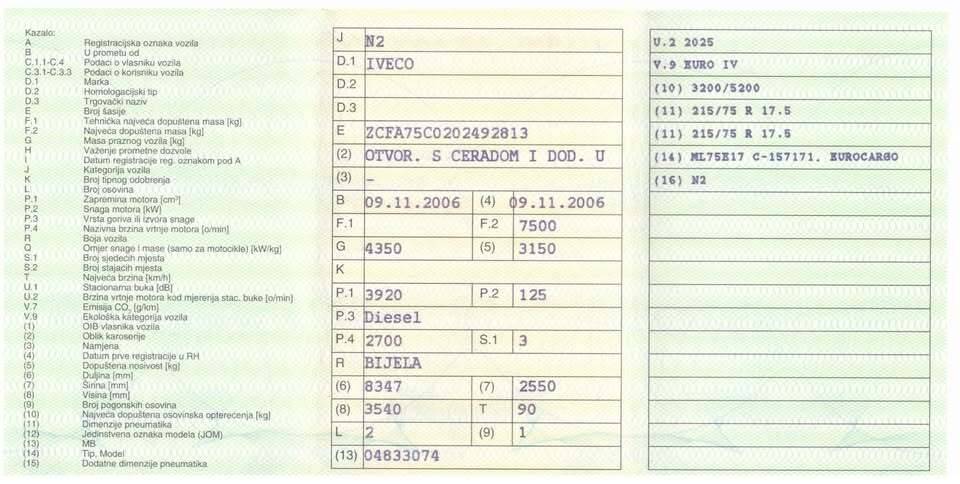 Kazalo:
A Registracijska oznaka vozila
B U prometu od
C.1.1-C.4 Podaci o vlasniku vozila
C.3.1-C.3.3 Podaci o korisniku vozila
D.1 Marka
D.2 Homologacijski tip
D.3 Trgovački naziv
E Broj šasije
F.1 Tehnička najveća dopuštena masa [kg]
F.2 Najveća dopuštena masa [kg]
G Masa praznog vozila [kg]
H Važenje prometne dozvole
I Datum registracije reg. oznakom pod A
J Kategorija vozila
K Broj tipnog odobrenja
L Broj osovina
P.1 Zapremina motora [cm³]
P.2 Snaga motora [kW]
P.3 Vrsta goriva ili izvora snage
P.4 Nazivna brzina vrtnje motora [o/min]
R Boja vozila
Q Omjer snage i mase (samo za motocikle) [kW/kg]
S.1 Broj sjedećih mjesta
S.2 Broj stajaćih mjesta
T Najveća brzina [km/h]
U.1 Stacionarna buka [dB]
U.2 Brzina vrtnje motora kod mjerenja stac. buke [o/min]
V.7 Emisija CO₂ [g/km]
V.9 Ekološka kategorija vozila
(1) OIB vlasnika vozila
(2) Oblik karoserije
(3) Namjena
(4) Datum prve registracije u RH
(5) Dopuštena nosivost [kg]
(6) Duljina [mm]
(7) Širina [mm]
(8) Visina [mm]
(9) Broj pogonskih osovina
(10) Najveća dopuštena osovinska opterećenja [kg]
(11) Dimenzije pneumatika
(12) Jedinstvena oznaka modela (JOM)
(13) MB
(14) Tip, Model
(15) Dodatne dimenzije pneumatika
J N2
D.1 IVECO
D.2
D.3
E ZCFA75C0202492813
(2) OTVOR. S CERADOM I DOD. U
(3) –
B 09.11.2006 (4) 09.11.2006
F.1 F.2 7500
G 4350 (5) 3150
K
P.1 3920 P.2 125
P.3 Diesel
P.4 2700 S.1 3
R BIJELA
(6) 8347 (7) 2550
(8) 3540 T 90
L 2 (9) 1
(13) 04833074
U.2 2025
V.9 EURO IV
(10) 3200/5200
(11) 215/75 R 17.5
(11) 215/75 R 17.5
(14) ML75E17 C-157171. EUROCARGO
(16) N2